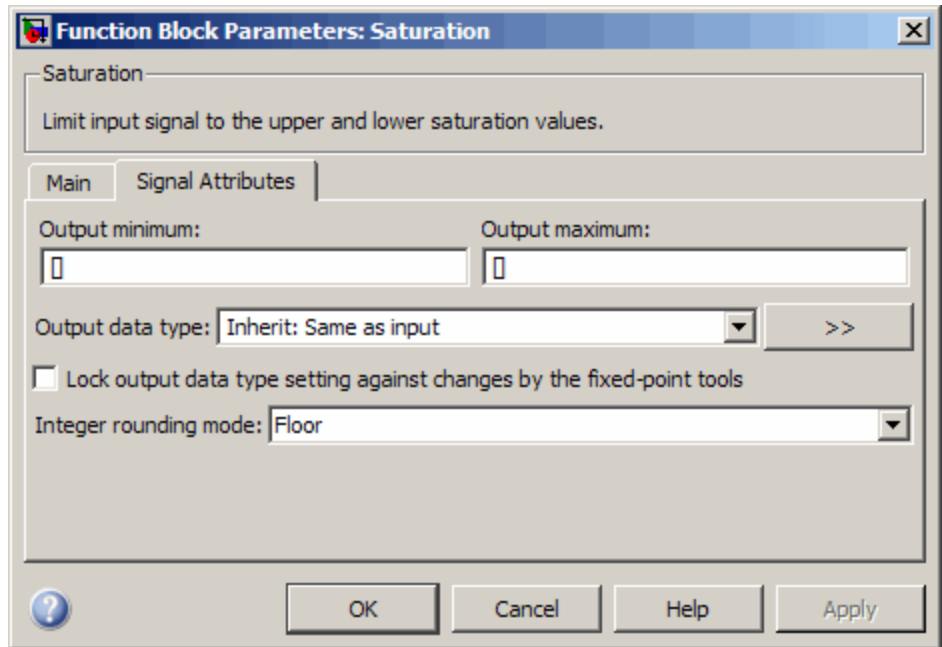 Function Block Parameters: Saturation
Saturation
Limit input signal to the upper and lower saturation values.
Main Signal Attributes
Output minimum: Output maximum:
[] []
Output data type: Inherit: Same as input >>
Lock output data type setting against changes by the fixed-point tools
Integer rounding mode: Floor
OK Cancel Help Apply